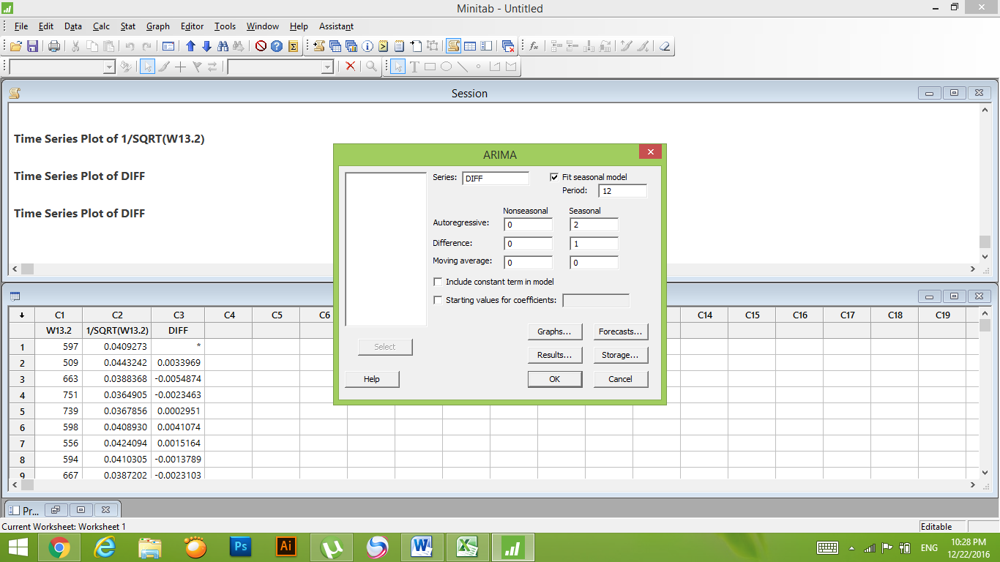 Minitab - Untitled
File Edit Data Calc Stat Graph Editor Tools Window Help Assistant
Session
Time Series Plot of 1/SQRT(W13.2)
Time Series Plot of DIFF
Time Series Plot of DIFF
ARIMA
Series: DIFF
Fit seasonal model
Period: 12
Nonseasonal Seasonal
Autoregressive: 0 2
Difference: 0 1
Moving average: 0 0
Include constant term in model
Starting values for coefficients:
Select
Graphs... Forecasts...
Results... Storage...
Help OK Cancel
C1 C2 C3 C4 C5 C6 C14 C15 C16 C17 C18 C19
W13.2 1/SQRT(W13.2) DIFF
1 597 0.0409273 *
2 509 0.0443242 0.0033969
3 663 0.0388368 -0.0054874
4 751 0.0364905 -0.0023463
5 739 0.0367856 0.0002951
6 598 0.0408930 0.0041074
7 556 0.0424094 0.0015164
8 594 0.0410305 -0.0013789
9 667 0.0387202 -0.0023103
Pr...
Current Worksheet: Worksheet 1
Editable
Ps
Ai
ENG
10:28 PM
12/22/2016